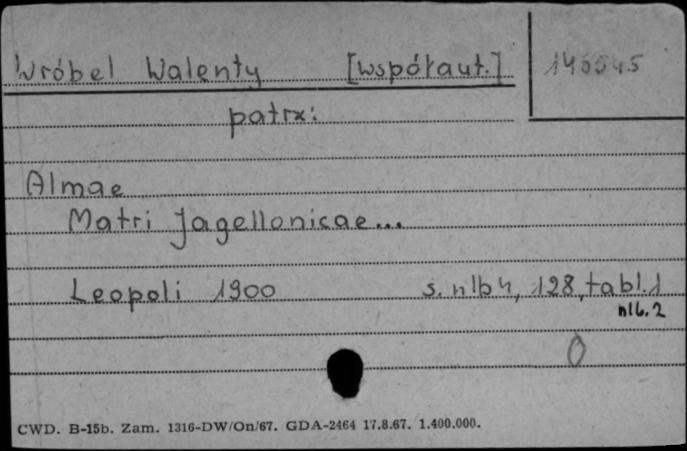 Wróbel Walenty [współaut.] 146545
patrz:
Almae
Matri Jagellonicae...
Leopoli 1900 s. nlb 4, 128, tabl. 1
nlb. 2
0
CWD. B-15b. Zam. 1316-DW/On/67. GDA-2464 17.8.67. 1.400.000.